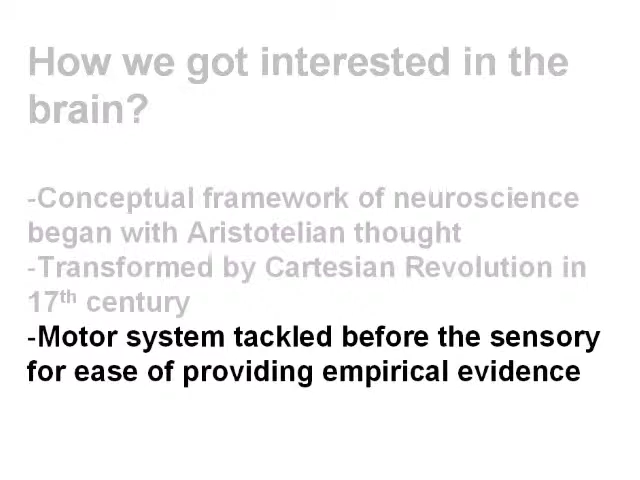 How we got interested in the
brain?
-Conceptual framework of neuroscience
began with Aristotelian thought
-Transformed by Cartesian Revolution in
17th century
-Motor system tackled before the sensory
for ease of providing empirical evidence